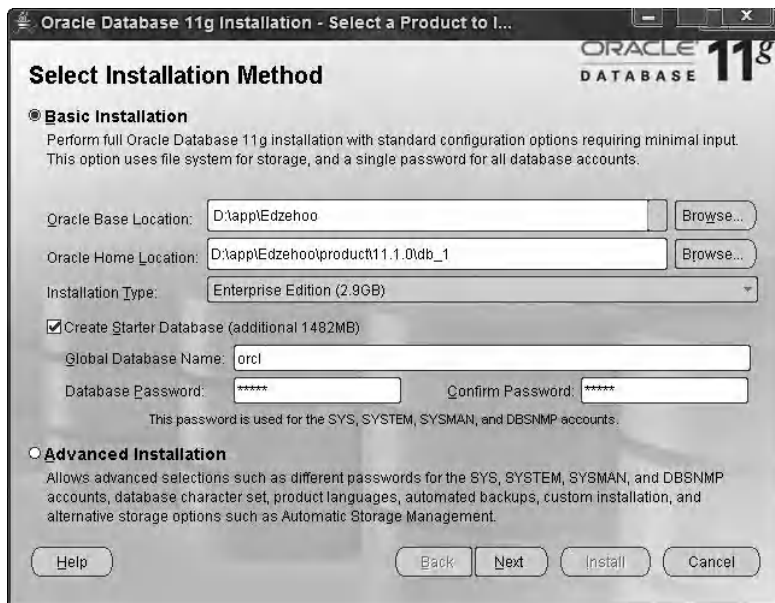 Oracle Database 11g Installation - Select a Product to I...
ORACLE 11g
DATABASE
Select Installation Method
Basic Installation
Perform full Oracle Database 11g installation with standard configuration options requiring minimal input.
This option uses file system for storage, and a single password for all database accounts.
Oracle Base Location: D:\app\Edzehoo Browse...
Oracle Home Location: D:\app\Edzehoo\product\11.1.0\db_1 Browse...
Installation Type: Enterprise Edition (2.9GB)
Create Starter Database (additional 1482MB)
Global Database Name: orcl
Database Password: ***** Confirm Password: *****
This password is used for the SYS, SYSTEM, SYSMAN, and DBSNMP accounts.
Advanced Installation
Allows advanced selections such as different passwords for the SYS, SYSTEM, SYSMAN, and DBSNMP
accounts, database character set, product languages, automated backups, custom installation, and
alternative storage options such as Automatic Storage Management.
Help Back Next Install Cancel